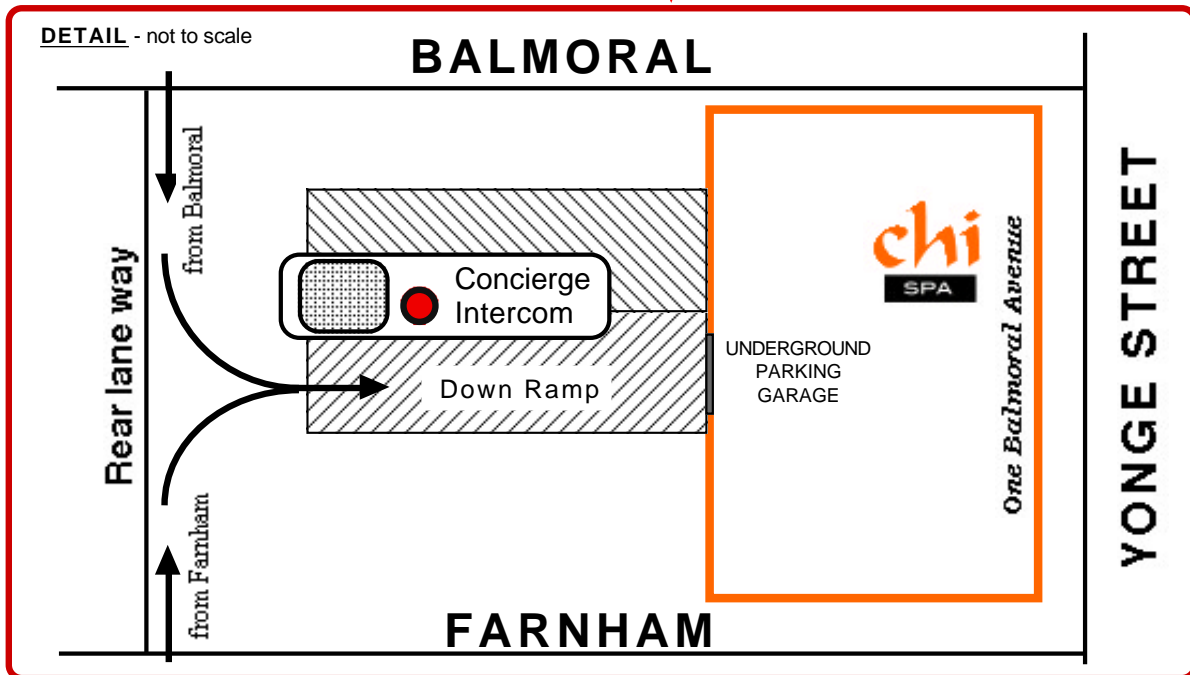 DETAIL - not to scale
BALMORAL
from Balmoral
Rear lane way
Concierge
Intercom
Down Ramp
UNDERGROUND
PARKING
GARAGE
chi
SPA
One Balmoral Avenue
YONGE STREET
from Farnham
FARNHAM